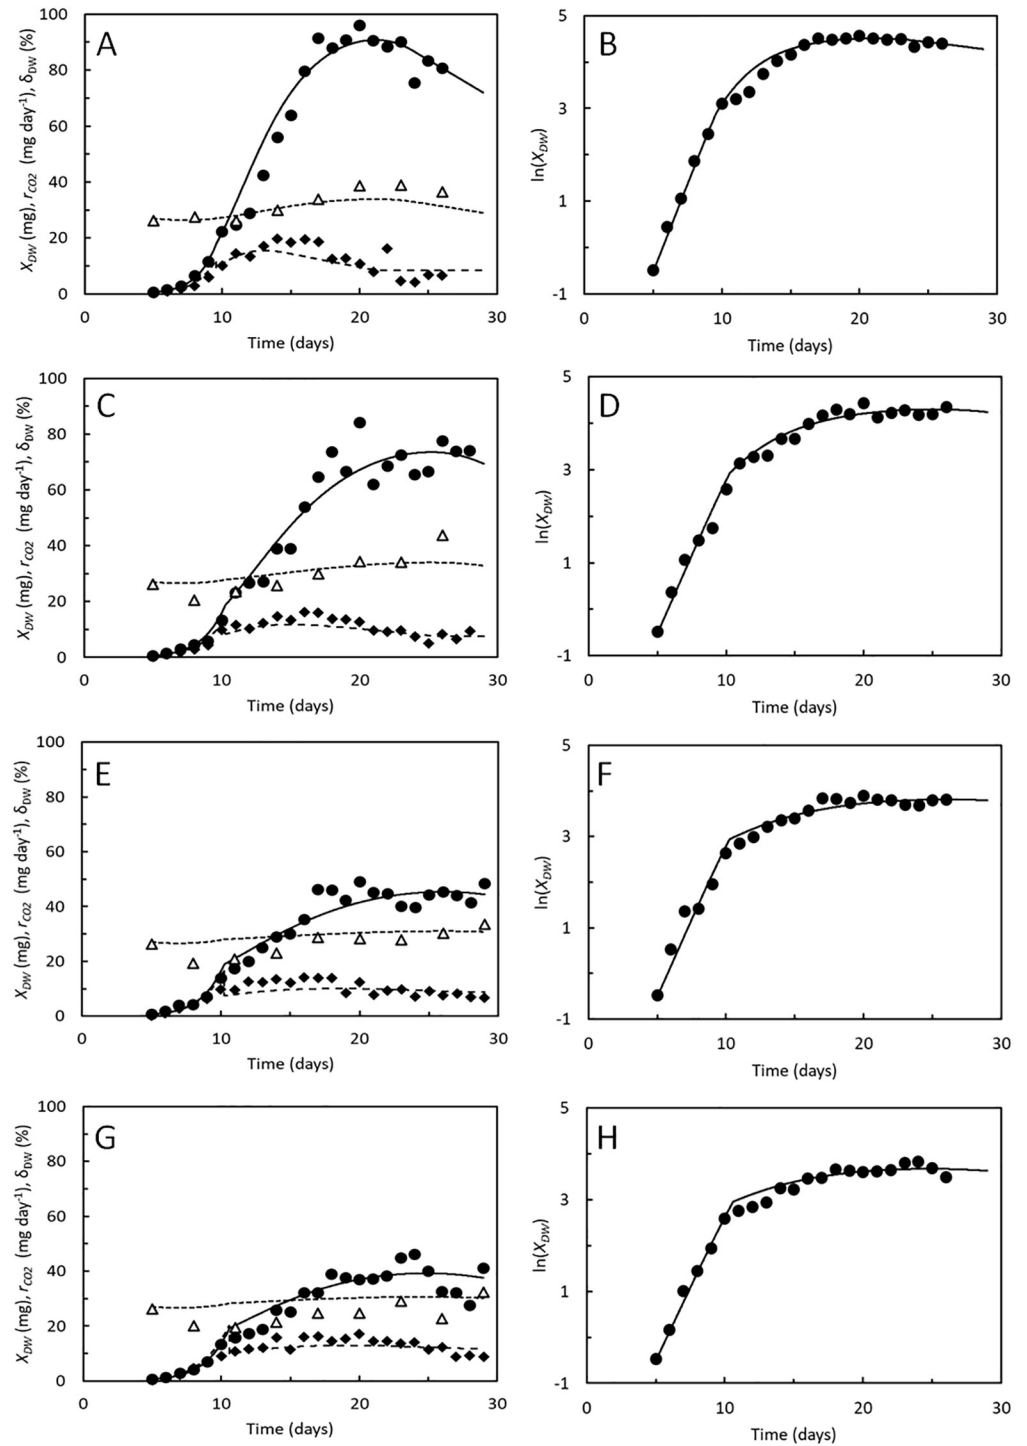 A
X_DW (mg), r_CO2 (mg day⁻¹), δ_DW (%)
100
80
60
40
20
0
0 10 20 30
Time (days)
B
ln(X_DW)
5
3
1
-1
0 10 20 30
Time (days)
C
X_DW (mg), r_CO2 (mg day⁻¹), δ_DW (%)
100
80
60
40
20
0
0 10 20 30
Time (days)
D
ln(X_DW)
5
3
1
-1
0 10 20 30
Time (days)
E
X_DW (mg), r_CO2 (mg day⁻¹), δ_DW (%)
100
80
60
40
20
0
0 10 20 30
Time (days)
F
ln(X_DW)
5
3
1
-1
0 10 20 30
Time (days)
G
X_DW (mg), r_CO2 (mg day⁻¹), δ_DW (%)
100
80
60
40
20
0
0 10 20 30
Time (days)
H
ln(X_DW)
5
3
1
-1
0 10 20 30
Time (days)